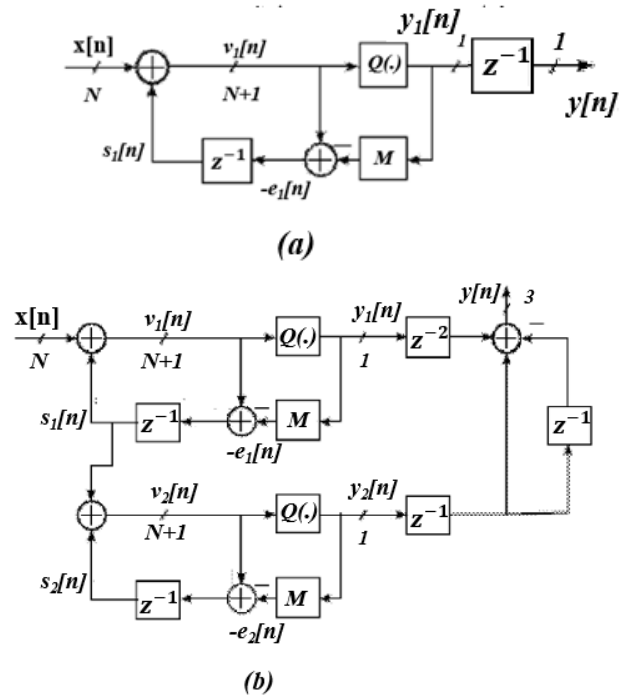 y₁[n]
x[n]
v₁[n]
1
1
Q(.)
z⁻¹
N
N+1
y[n]
s₁[n]
z⁻¹
M
-e₁[n]
(a)
y[n]
3
x[n]
v₁[n]
y₁[n]
Q(.)
z⁻²
N
N+1
1
s₁[n]
z⁻¹
M
z⁻¹
-e₁[n]
v₂[n]
y₂[n]
Q(.)
z⁻¹
N+1
1
s₂[n]
z⁻¹
M
-e₂[n]
(b)